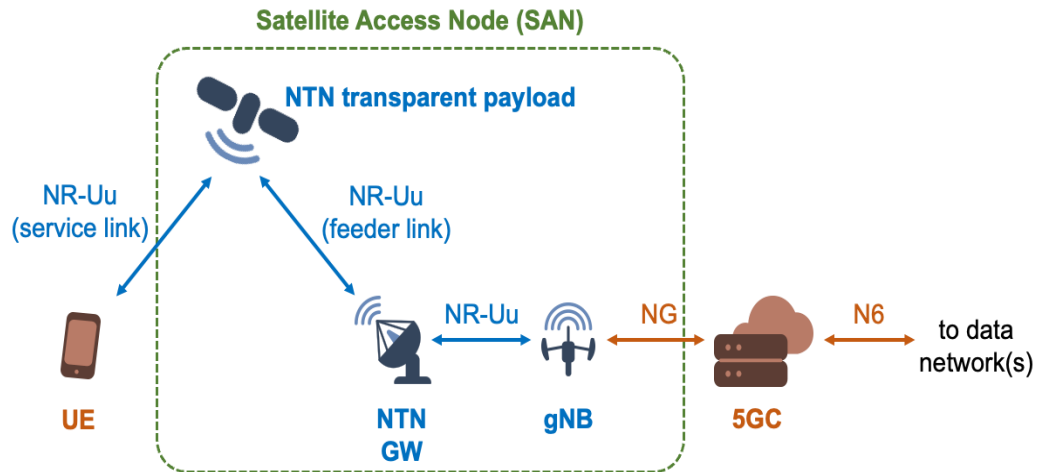 Satellite Access Node (SAN)
NTN transparent payload
NR-Uu
(service link)
NR-Uu
(feeder link)
NR-Uu
NG
N6
to data
network(s)
UE
NTN
GW
gNB
5GC